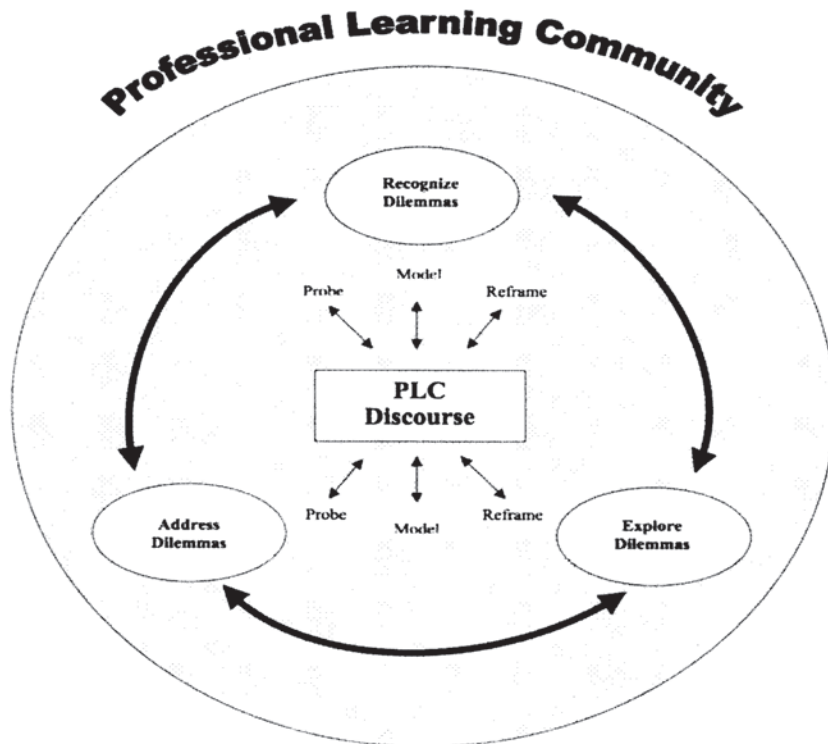 Professional Learning Community
Recognize
Dilemmas
Model
Probe
Reframe
PLC
Discourse
Probe
Model
Reframe
Address
Dilemmas
Explore
Dilemmas